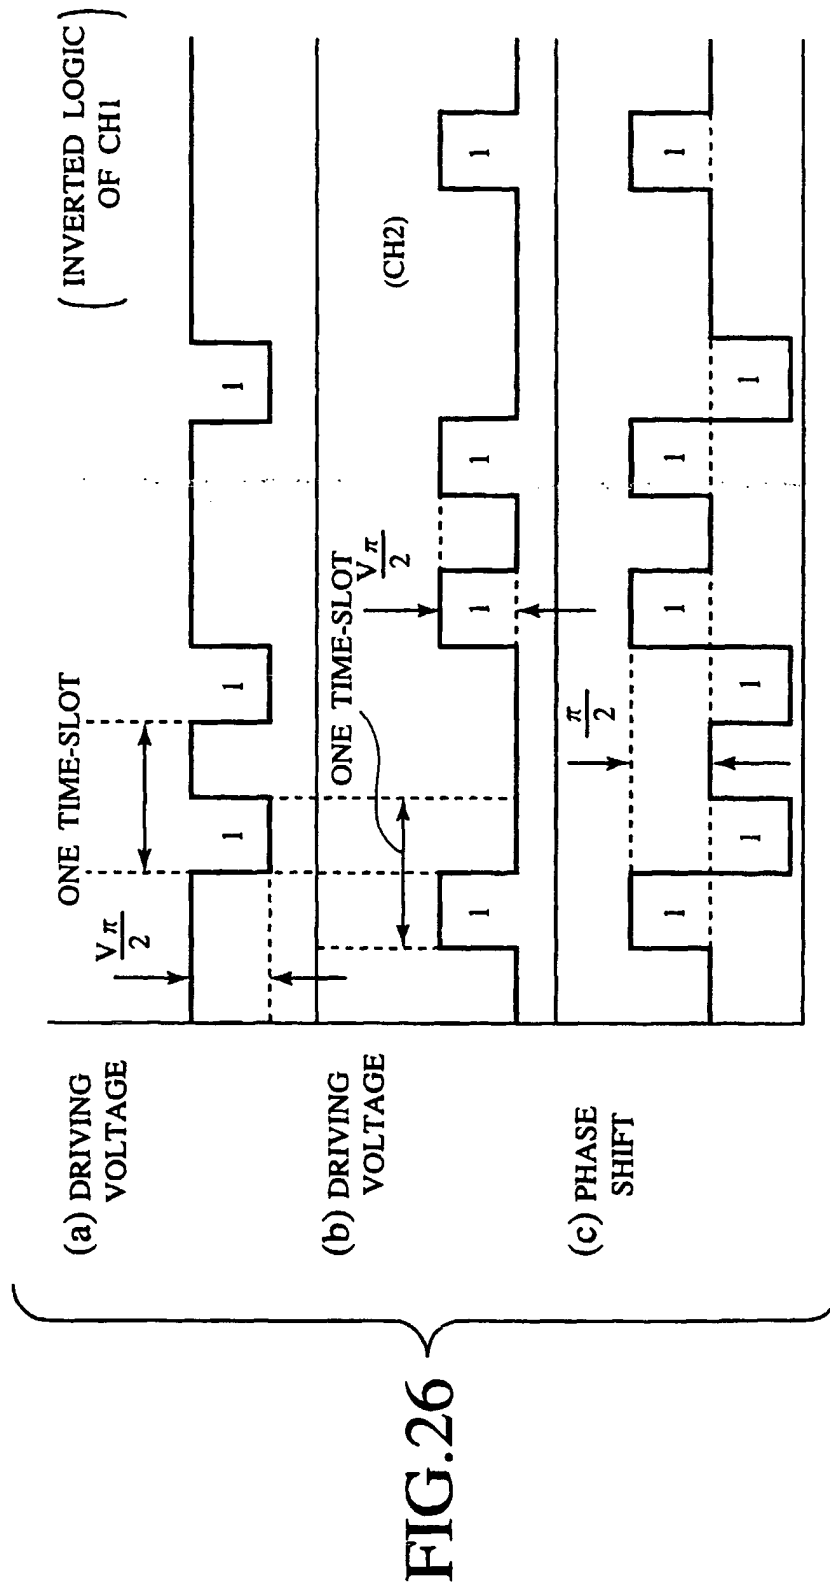 FIG.26
(a) DRIVING
VOLTAGE
Vπ
2
ONE TIME-SLOT
1
1
1
(INVERTED LOGIC
OF CH1)
(b) DRIVING
VOLTAGE
ONE TIME-SLOT
Vπ
2
1
1
1
1
(CH2)
(c) PHASE
SHIFT
π
2
1
1
1
1
1
1
1